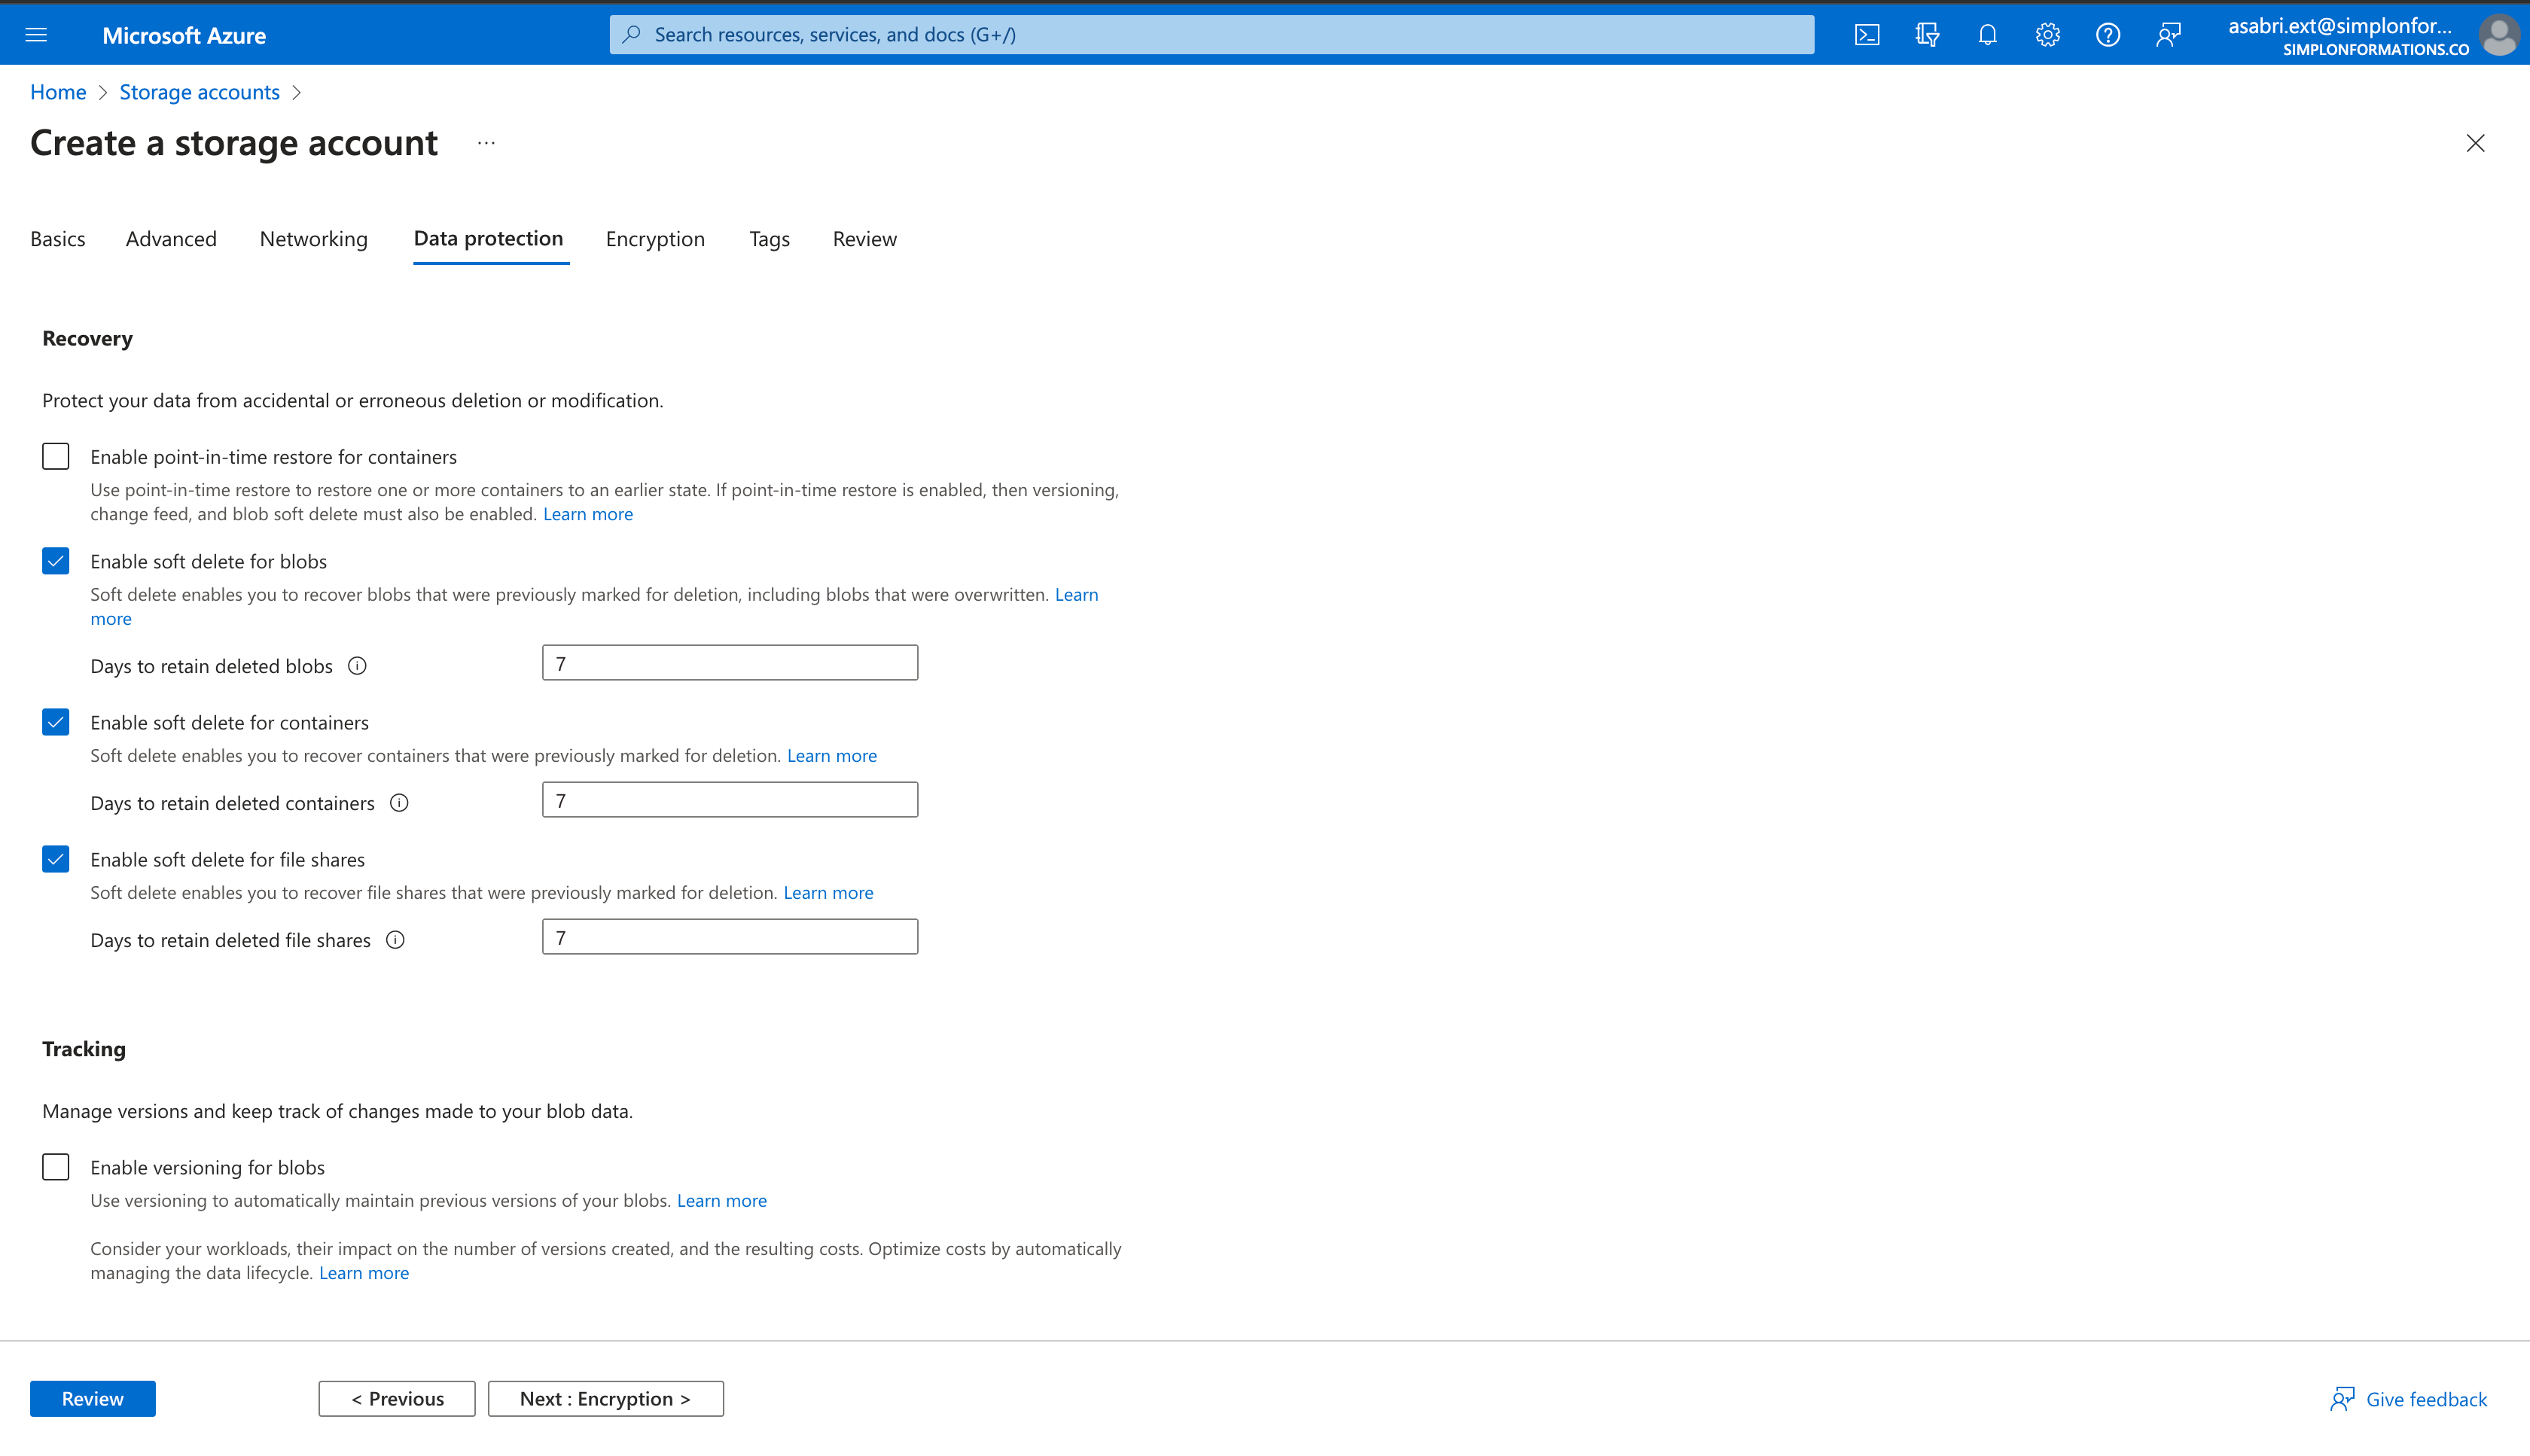 Microsoft Azure
Search resources, services, and docs (G+/)
asabri.ext@simplonfor...
SIMPLONFORMATIONS.CO
Home > Storage accounts >
Create a storage account ...
Basics Advanced Networking Data protection Encryption Tags Review
Recovery
Protect your data from accidental or erroneous deletion or modification.
Enable point-in-time restore for containers
Use point-in-time restore to restore one or more containers to an earlier state. If point-in-time restore is enabled, then versioning,
change feed, and blob soft delete must also be enabled. Learn more
Enable soft delete for blobs
Soft delete enables you to recover blobs that were previously marked for deletion, including blobs that were overwritten. Learn
more
Days to retain deleted blobs 7
Enable soft delete for containers
Soft delete enables you to recover containers that were previously marked for deletion. Learn more
Days to retain deleted containers 7
Enable soft delete for file shares
Soft delete enables you to recover file shares that were previously marked for deletion. Learn more
Days to retain deleted file shares 7
Tracking
Manage versions and keep track of changes made to your blob data.
Enable versioning for blobs
Use versioning to automatically maintain previous versions of your blobs. Learn more
Consider your workloads, their impact on the number of versions created, and the resulting costs. Optimize costs by automatically
managing the data lifecycle. Learn more
Review < Previous Next : Encryption > Give feedback